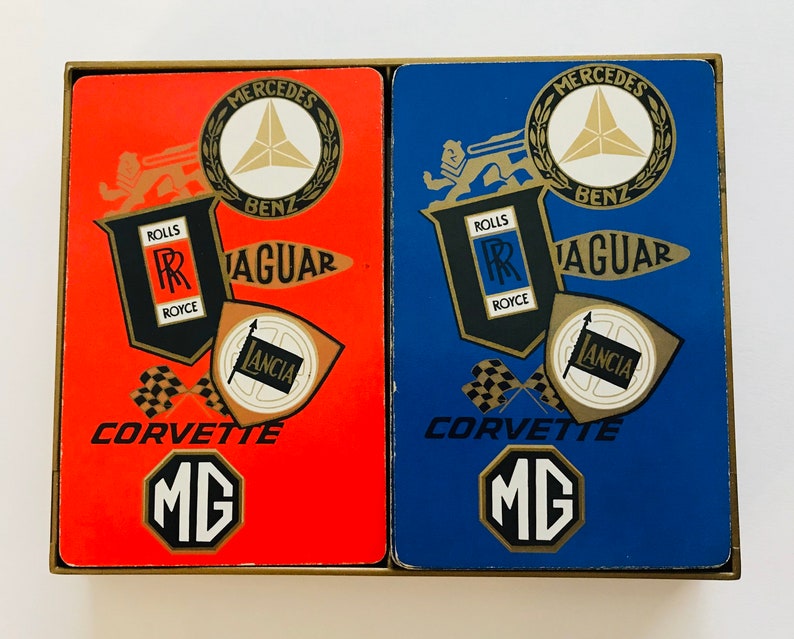 MERCEDES
BENZ
ROLLS
RR
ROYCE
JAGUAR
LANCIA
CORVETTE
MG
MERCEDES
BENZ
ROLLS
RR
ROYCE
JAGUAR
LANCIA
CORVETTE
MG